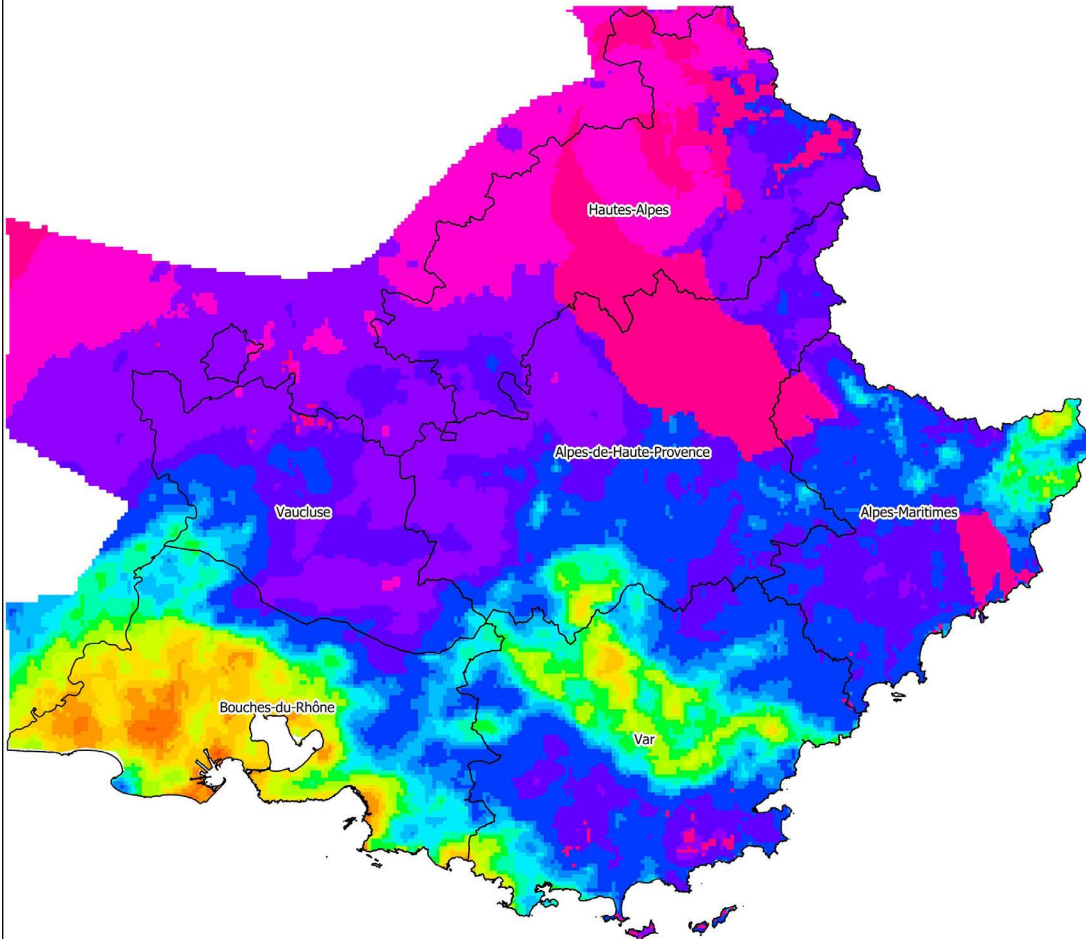 Hautes-Alpes
Alpes-de-Haute-Provence
Vaucluse
Alpes-Maritimes
Bouches-du-Rhône
Var